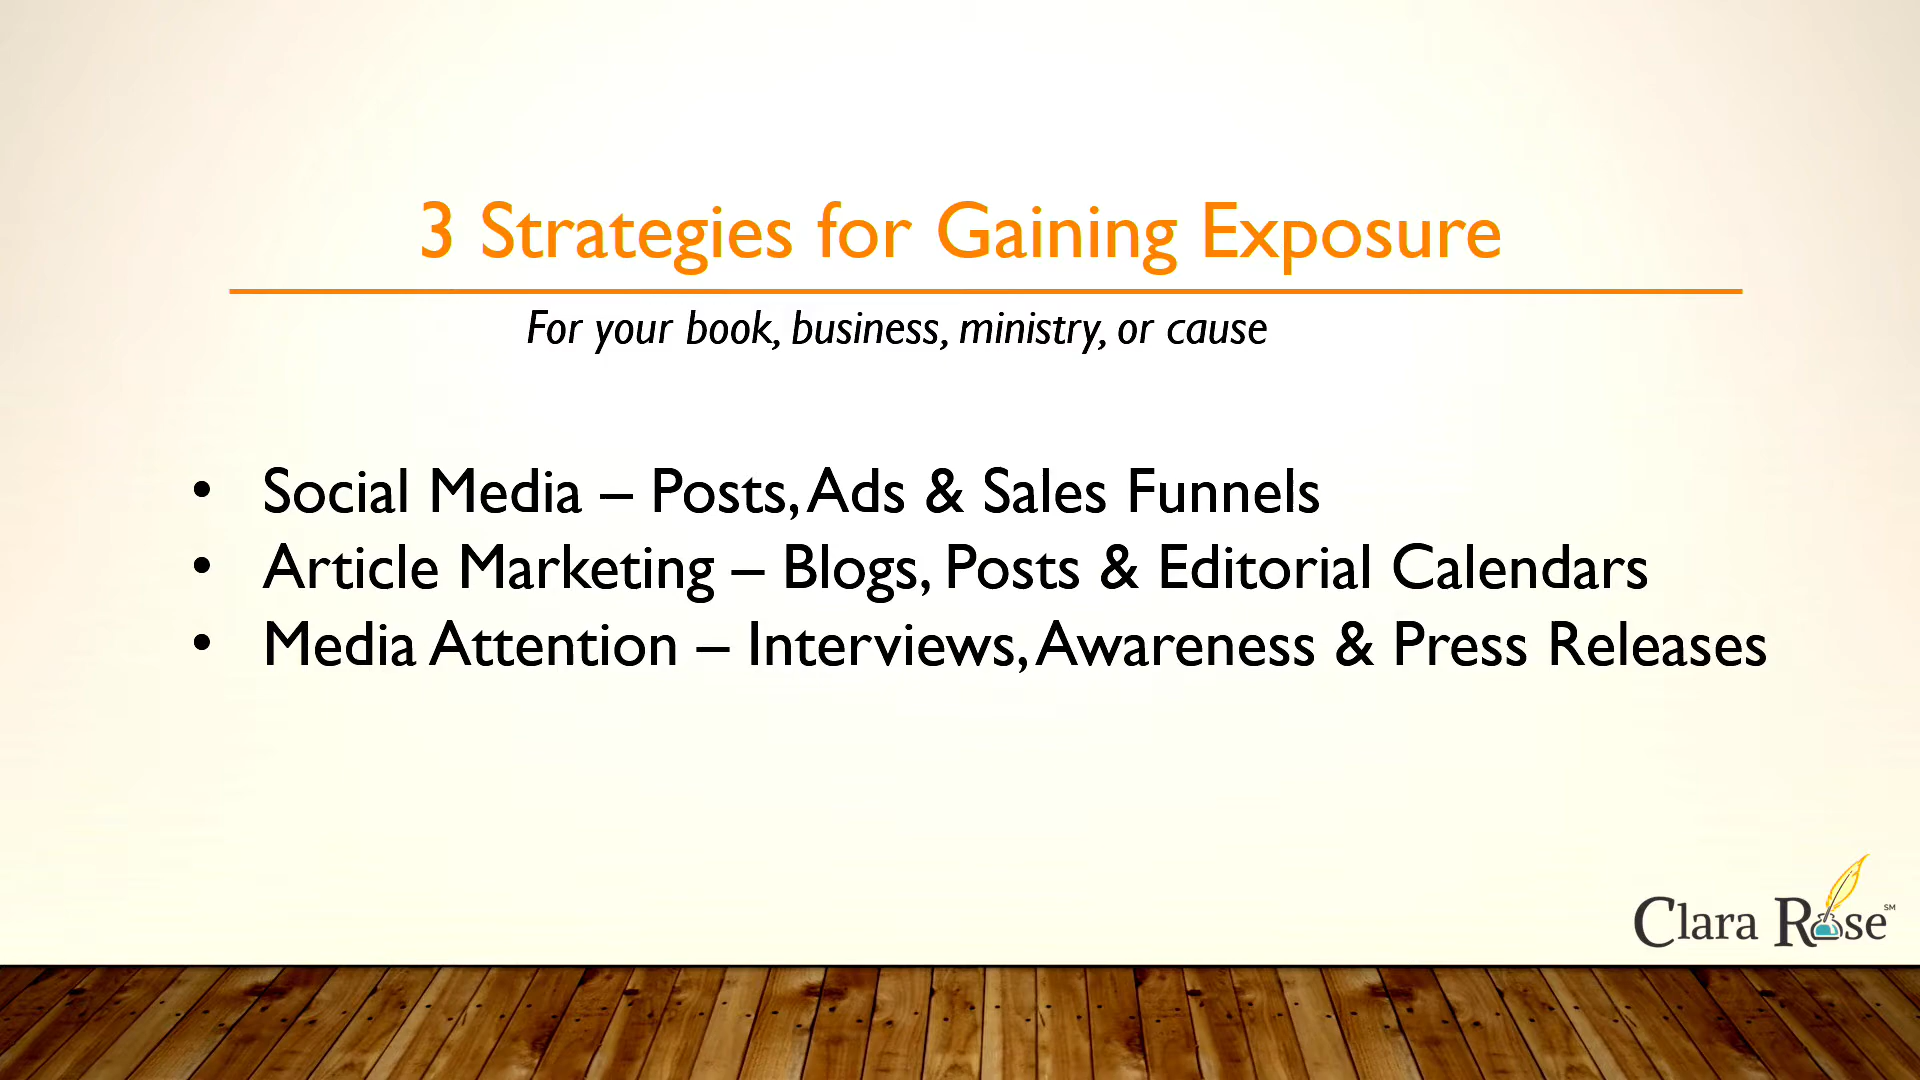 3 Strategies for Gaining Exposure
For your book, business, ministry, or cause
• Social Media – Posts, Ads & Sales Funnels
• Article Marketing – Blogs, Posts & Editorial Calendars
• Media Attention – Interviews, Awareness & Press Releases
Clara Rose℠